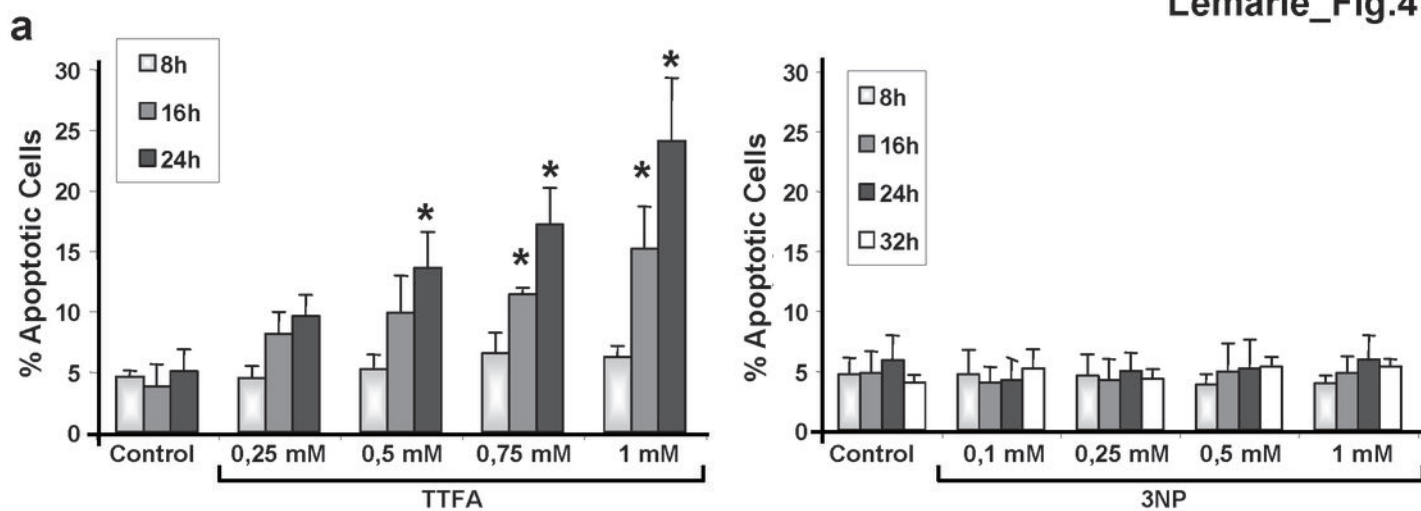 Lemarie_Fig.4
a
% Apoptotic Cells
30
25
20
15
10
5
0
8h
16h
24h
*
*
*
*
*
Control
0,25 mM
0,5 mM
0,75 mM
1 mM
TTFA
% Apoptotic Cells
30
25
20
15
10
5
0
8h
16h
24h
32h
Control
0,1 mM
0,25 mM
0,5 mM
1 mM
3NP